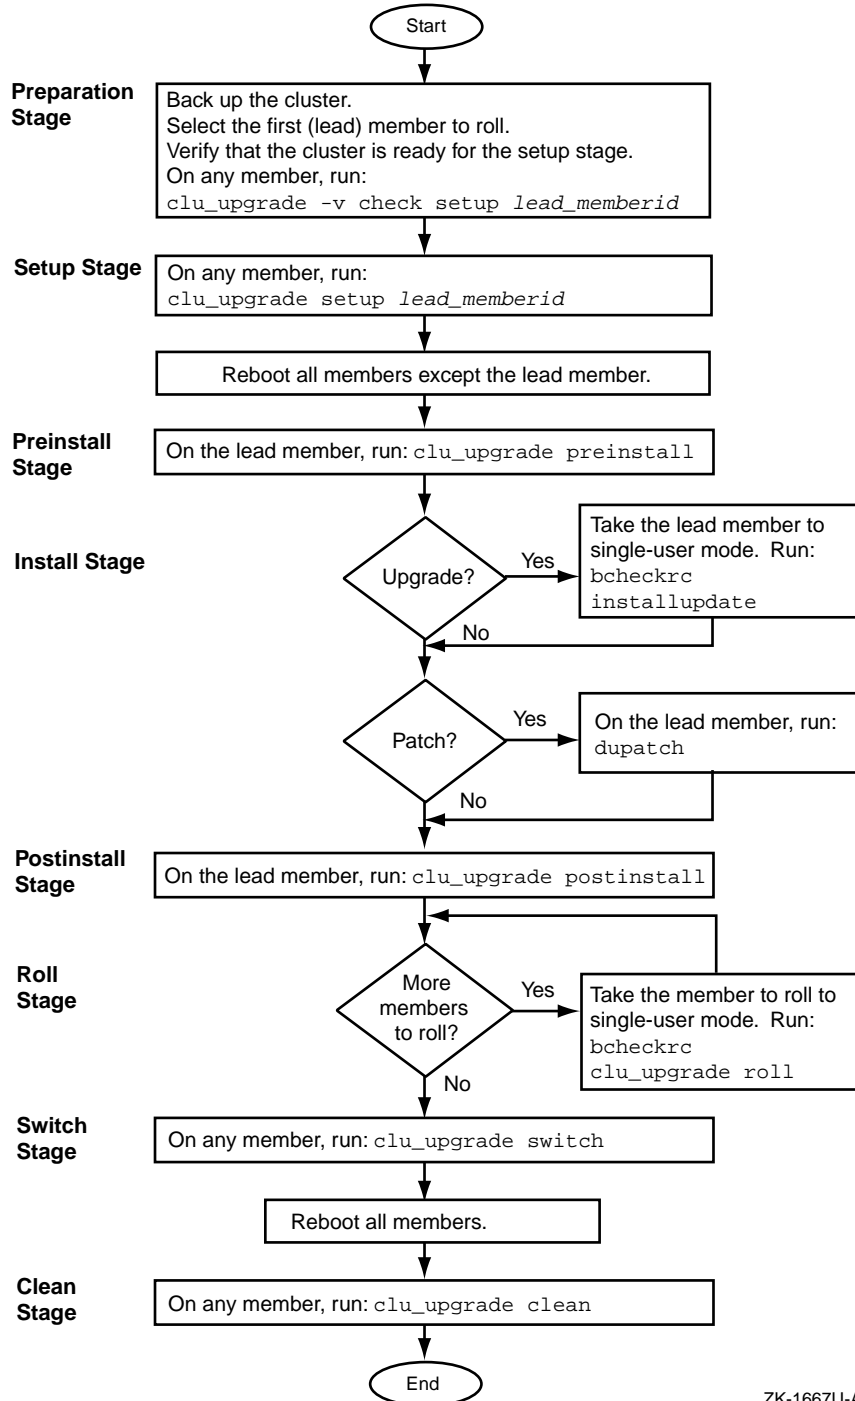 Start
Preparation
Stage
Back up the cluster.
Select the first (lead) member to roll.
Verify that the cluster is ready for the setup stage.
On any member, run:
clu_upgrade -v check setup lead_memberid
Setup Stage
On any member, run:
clu_upgrade setup lead_memberid
Reboot all members except the lead member.
Preinstall
Stage
On the lead member, run: clu_upgrade preinstall
Install Stage
Upgrade?
Yes
Take the lead member to
single-user mode. Run:
bcheckrc
installupdate
No
Patch?
Yes
On the lead member, run:
dupatch
No
Postinstall
Stage
On the lead member, run: clu_upgrade postinstall
Roll
Stage
More
members
to roll?
Yes
Take the member to roll to
single-user mode. Run:
bcheckrc
clu_upgrade roll
No
Switch
Stage
On any member, run: clu_upgrade switch
Reboot all members.
Clean
Stage
On any member, run: clu_upgrade clean
End